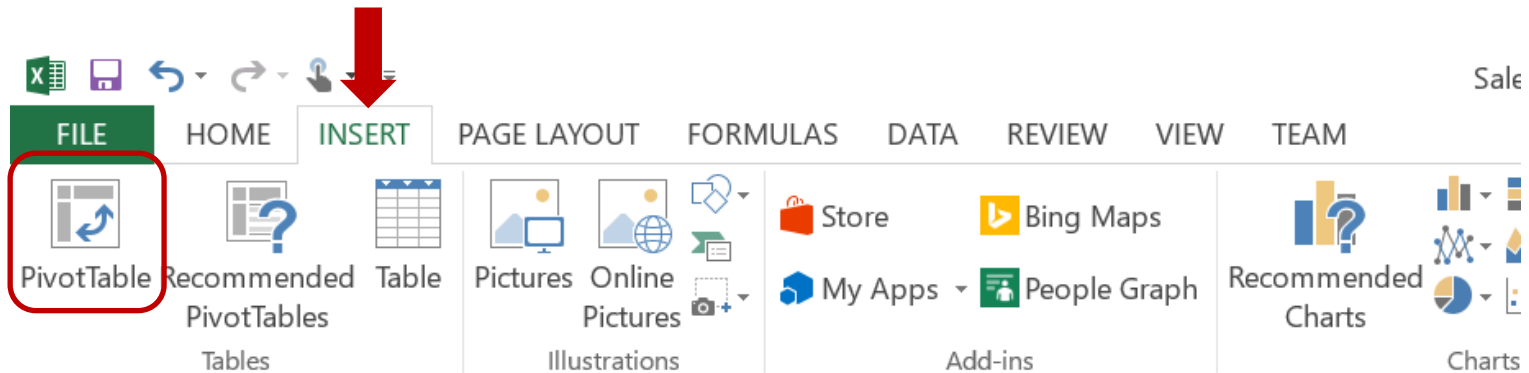 Sale
FILE HOME INSERT PAGE LAYOUT FORMULAS DATA REVIEW VIEW TEAM
PivotTable
Recommended
PivotTables
Table
Tables
Pictures
Online
Pictures
Illustrations
Store
My Apps
Bing Maps
People Graph
Add-ins
Recommended
Charts
Charts